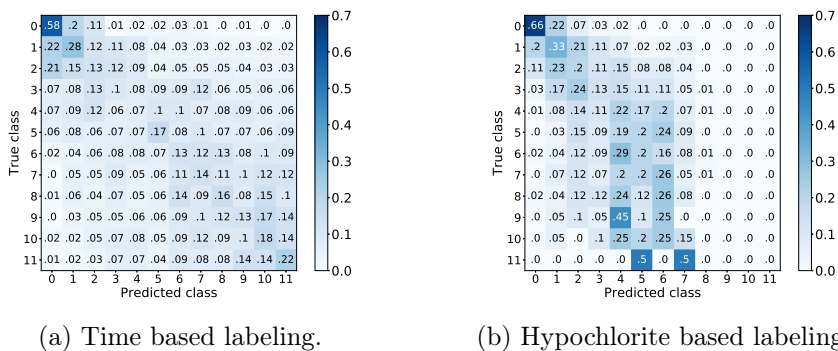 0 .58 .2 .11 .01 .02 .02 .01 .0 .01 .01 .0 .0
1 .22 .28 .12 .11 .08 .04 .03 .02 .03 .03 .02 .02
2 .21 .15 .13 .12 .09 .04 .05 .05 .05 .04 .03 .04
3 .07 .08 .13 .1 .08 .09 .09 .12 .06 .05 .06 .06
4 .07 .09 .12 .06 .07 .1 .1 .07 .08 .09 .06 .06
5 .06 .08 .06 .07 .07 .17 .08 .1 .07 .07 .06 .09
6 .02 .04 .06 .08 .08 .07 .13 .12 .13 .08 .1 .09
7 .0 .05 .05 .09 .05 .06 .11 .14 .09 .1 .12 .12
8 .01 .06 .04 .07 .05 .06 .14 .09 .16 .08 .15 .1
9 .0 .03 .05 .05 .06 .06 .09 .1 .12 .13 .17 .14
10 .02 .02 .05 .07 .07 .05 .09 .12 .09 .1 .18 .14
11 .01 .02 .03 .07 .05 .04 .09 .08 .08 .14 .14 .22
0 1 2 3 4 5 6 7 8 9 10 11
Predicted class
True class
0.7
0.6
0.5
0.4
0.3
0.2
0.1
0.0
(a) Time based labeling.
0 .66 .22 .07 .03 .02 .0 .0 .0 .0 .0 .0 .0
1 .2 .33 .21 .11 .07 .02 .02 .03 .0 .0 .0 .0
2 .11 .23 .2 .11 .15 .08 .08 .04 .0 .0 .0 .0
3 .03 .17 .24 .13 .15 .13 .11 .11 .0 .0 .0 .0
4 .01 .08 .14 .11 .22 .17 .2 .07 .01 .0 .0 .0
5 .0 .03 .15 .09 .19 .2 .24 .09 .0 .0 .0 .0
6 .02 .04 .12 .09 .29 .2 .16 .08 .01 .0 .0 .0
7 .0 .02 .12 .07 .2 .2 .26 .05 .01 .0 .0 .0
8 .02 .04 .12 .12 .24 .12 .26 .08 .0 .0 .0 .0
9 .0 .05 .1 .05 .45 .1 .25 .0 .0 .0 .0 .0
10 .0 .05 .0 .1 .25 .2 .25 .15 .0 .0 .0 .0
11 .0 .0 .0 .0 .0 .5 .0 .5 .0 .0 .0 .0
0 1 2 3 4 5 6 7 8 9 10 11
Predicted class
True class
0.7
0.6
0.5
0.4
0.3
0.2
0.1
0.0
(b) Hypochlorite based labeling